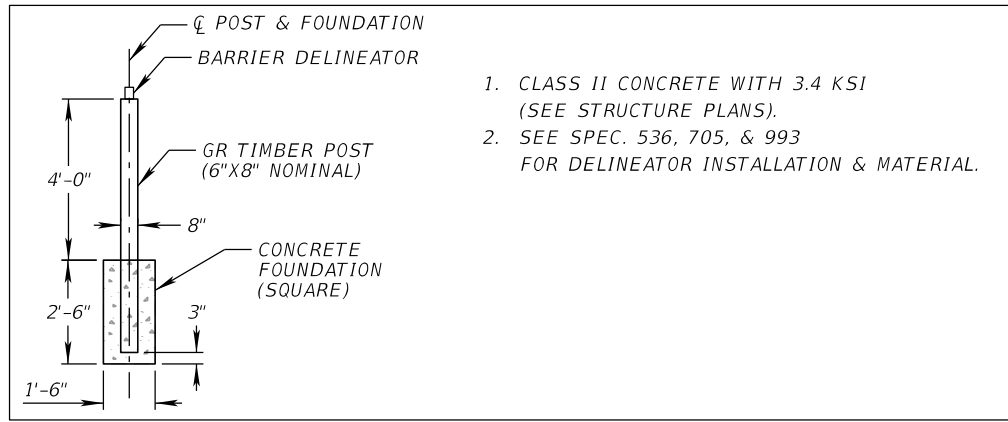 ℄ POST & FOUNDATION
BARRIER DELINEATOR
GR TIMBER POST
(6"X8" NOMINAL)
4'-0"
8"
CONCRETE
FOUNDATION
(SQUARE)
2'-6"
3"
1'-6"
1. CLASS II CONCRETE WITH 3.4 KSI
(SEE STRUCTURE PLANS).
2. SEE SPEC. 536, 705, & 993
FOR DELINEATOR INSTALLATION & MATERIAL.